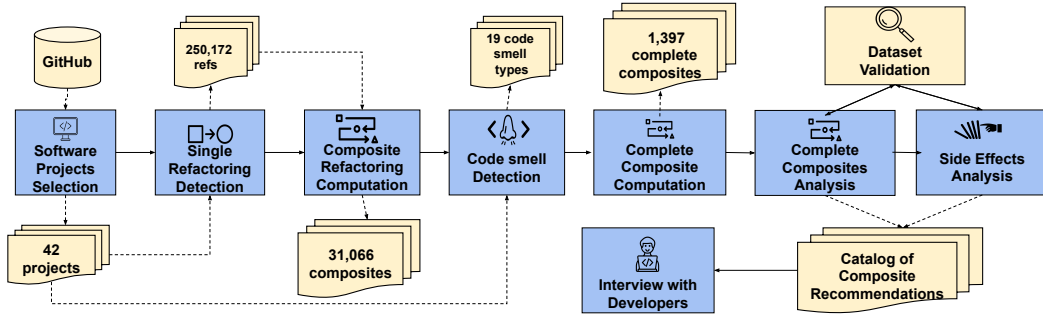 GitHub
250,172
refs
19 code
smell
types
1,397
complete
composites
Dataset
Validation
Software
Projects
Selection
Single
Refactoring
Detection
Composite
Refactoring
Computation
Code smell
Detection
Complete
Composite
Computation
Complete
Composites
Analysis
Side Effects
Analysis
42
projects
31,066
composites
Interview with
Developers
Catalog of
Composite
Recommendations